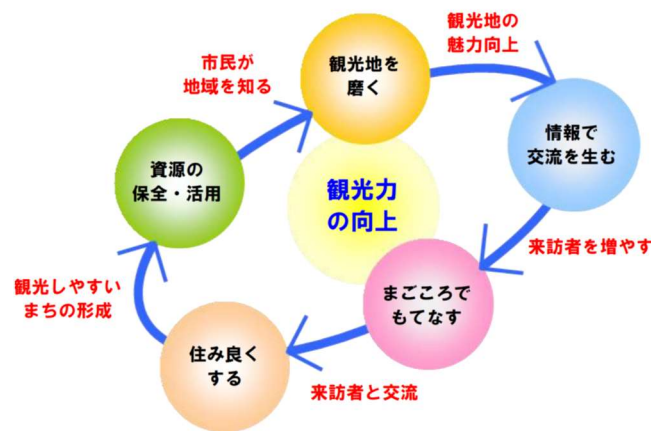 観光地を
磨く
観光地の
魅力向上
情報で
交流を生む
来訪者を増やす
まごころで
もてなす
来訪者と交流
住み良く
する
観光しやすい
まちの形成
資源の
保全・活用
市民が
地域を知る
観光力
の向上